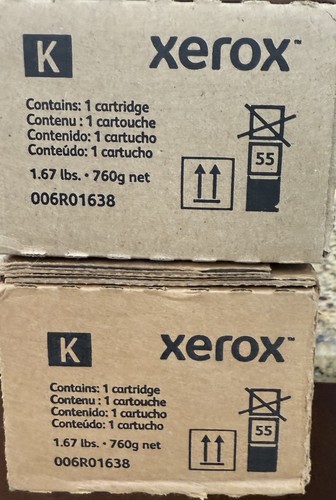 K xerox™
Contains: 1 cartridge
Contenu : 1 cartouche
Contenido: 1 cartucho
Conteúdo: 1 cartucho
55
1.67 lbs. • 760g net
006R01638
K xerox™
Contains: 1 cartridge
Contenu : 1 cartouche
Contenido: 1 cartucho
Conteúdo: 1 cartucho
55
1.67 lbs. • 760g net
006R01638